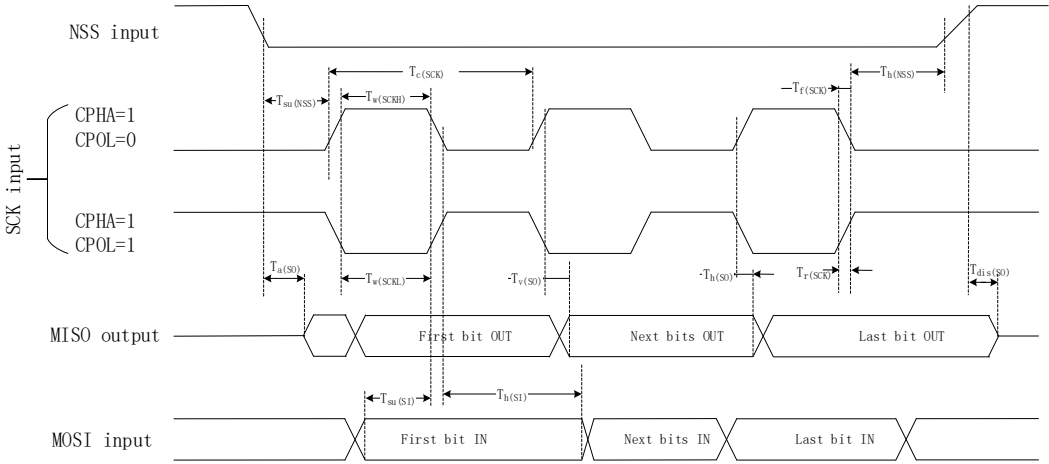 NSS input
Tc(SCK)
Th(NSS)
Tf(SCK)
Tsu(NSS)
Tw(SCKH)
CPHA=1
CPOL=0
SCK input
CPHA=1
CPOL=1
Ta(SO)
Tw(SCKL)
Tv(SO)
Th(SO)
Tr(SCK)
Tdis(SO)
MISO output
First bit OUT
Next bits OUT
Last bit OUT
Tsu(SI)
Th(SI)
MOSI input
First bit IN
Next bits IN
Last bit IN